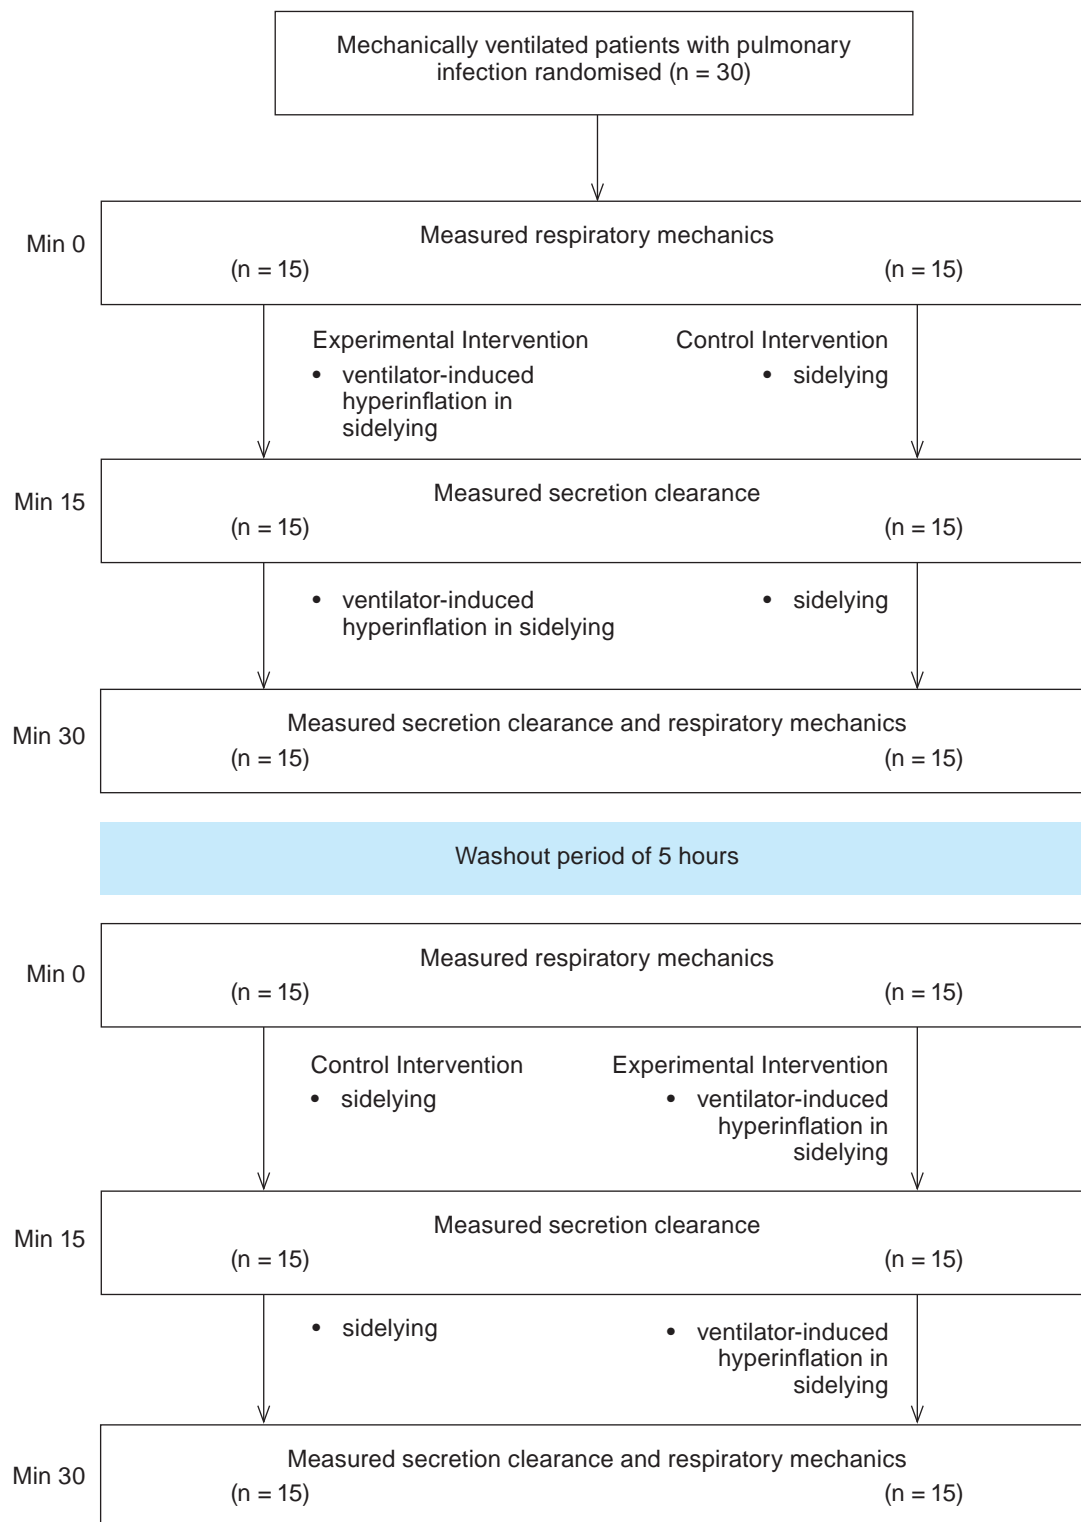 Mechanically ventilated patients with pulmonary
infection randomised (n = 30)
Min 0
Measured respiratory mechanics
(n = 15)
(n = 15)
Experimental Intervention
• ventilator-induced
hyperinflation in
sidelying
Control Intervention
• sidelying
Min 15
Measured secretion clearance
(n = 15)
(n = 15)
• ventilator-induced
hyperinflation in sidelying
• sidelying
Min 30
Measured secretion clearance and respiratory mechanics
(n = 15)
(n = 15)
Washout period of 5 hours
Min 0
Measured respiratory mechanics
(n = 15)
(n = 15)
Control Intervention
• sidelying
Experimental Intervention
• ventilator-induced
hyperinflation in
sidelying
Min 15
Measured secretion clearance
(n = 15)
(n = 15)
• sidelying
• ventilator-induced
hyperinflation in
sidelying
Min 30
Measured secretion clearance and respiratory mechanics
(n = 15)
(n = 15)